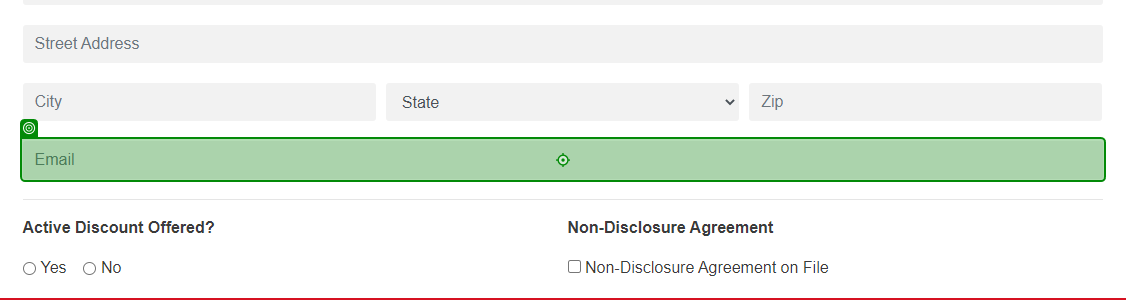 Street Address
City State Zip
Email
Active Discount Offered? Non-Disclosure Agreement
Yes No Non-Disclosure Agreement on File